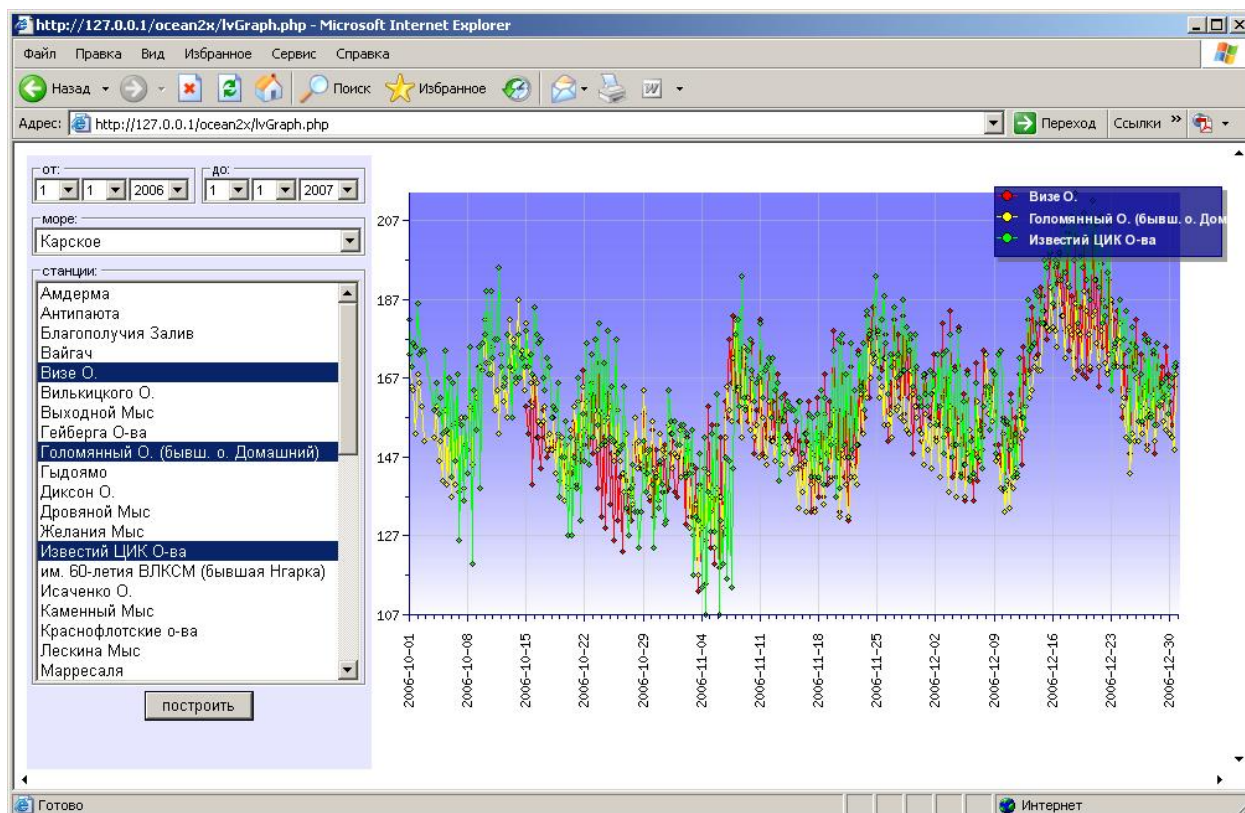 http://127.0.0.1/ocean2x/lvGraph.php - Microsoft Internet Explorer
Файл Правка Вид Избранное Сервис Справка
Назад Поиск Избранное
Адрес: http://127.0.0.1/ocean2x/lvGraph.php Переход Ссылки
от: до:
1 1 2006 1 1 2007
море:
Карское
станции:
Амдерма
Антипаюта
Благополучия Залив
Вайгач
Визе О.
Вилькицкого О.
Выходной Мыс
Гейберга О-ва
Голомянный О. (бывш. о. Домашний)
Гыдоямо
Диксон О.
Дровяной Мыс
Желания Мыс
Известий ЦИК О-ва
им. 60-летия ВЛКСМ (бывшая Нгарка)
Исаченко О.
Каменный Мыс
Краснофлотские о-ва
Лескина Мыс
Марресаля
построить
Визе О.
Голомянный О. (бывш. о. Дом
Известий ЦИК О-ва
207
187
167
147
127
107
2006-10-01
2006-10-08
2006-10-15
2006-10-22
2006-10-29
2006-11-04
2006-11-11
2006-11-18
2006-11-25
2006-12-02
2006-12-09
2006-12-16
2006-12-23
2006-12-30
Готово Интернет